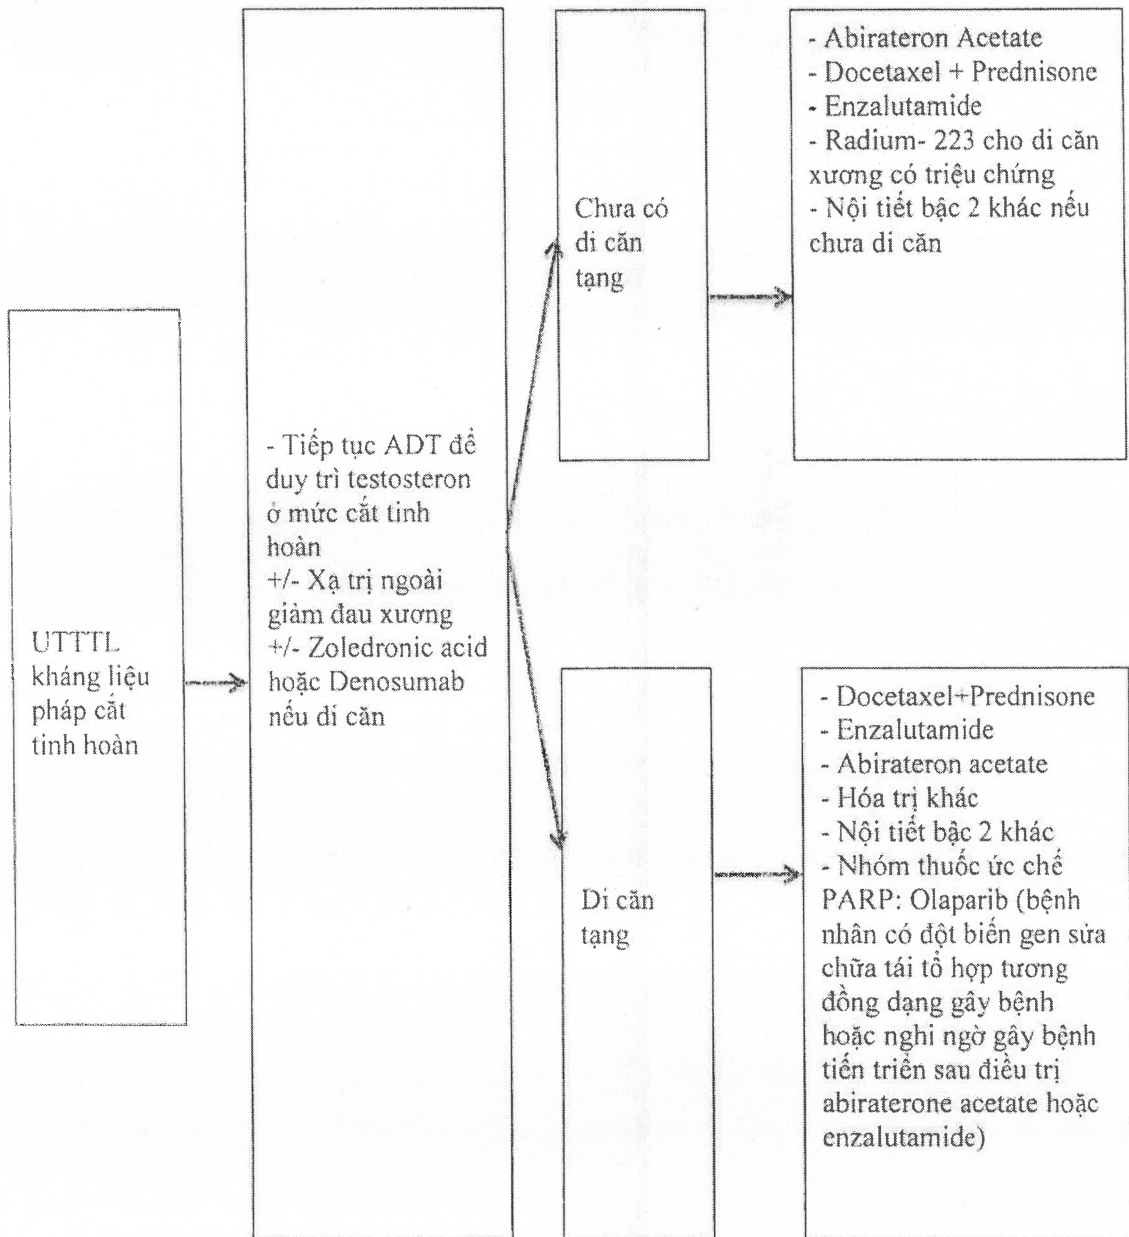 UTTTL
kháng liệu
pháp cắt
tinh hoàn
- Tiếp tục ADT để
duy trì testosteron
ở mức cắt tinh
hoàn
+/- Xạ trị ngoài
giảm đau xương
+/- Zoledronic acid
hoặc Denosumab
nếu di căn
Chưa có
di căn
tạng
- Abirateron Acetate
- Docetaxel + Prednisone
- Enzalutamide
- Radium- 223 cho di căn
xương có triệu chứng
- Nội tiết bậc 2 khác nếu
chưa di căn
Di căn
tạng
- Docetaxel+Prednisone
- Enzalutamide
- Abirateron acetate
- Hóa trị khác
- Nội tiết bậc 2 khác
- Nhóm thuốc ức chế
PARP: Olaparib (bệnh
nhân có đột biến gen sửa
chữa tái tổ hợp tương
đồng dạng gây bệnh
hoặc nghi ngờ gây bệnh
tiến triển sau điều trị
abiraterone acetate hoặc
enzalutamide)